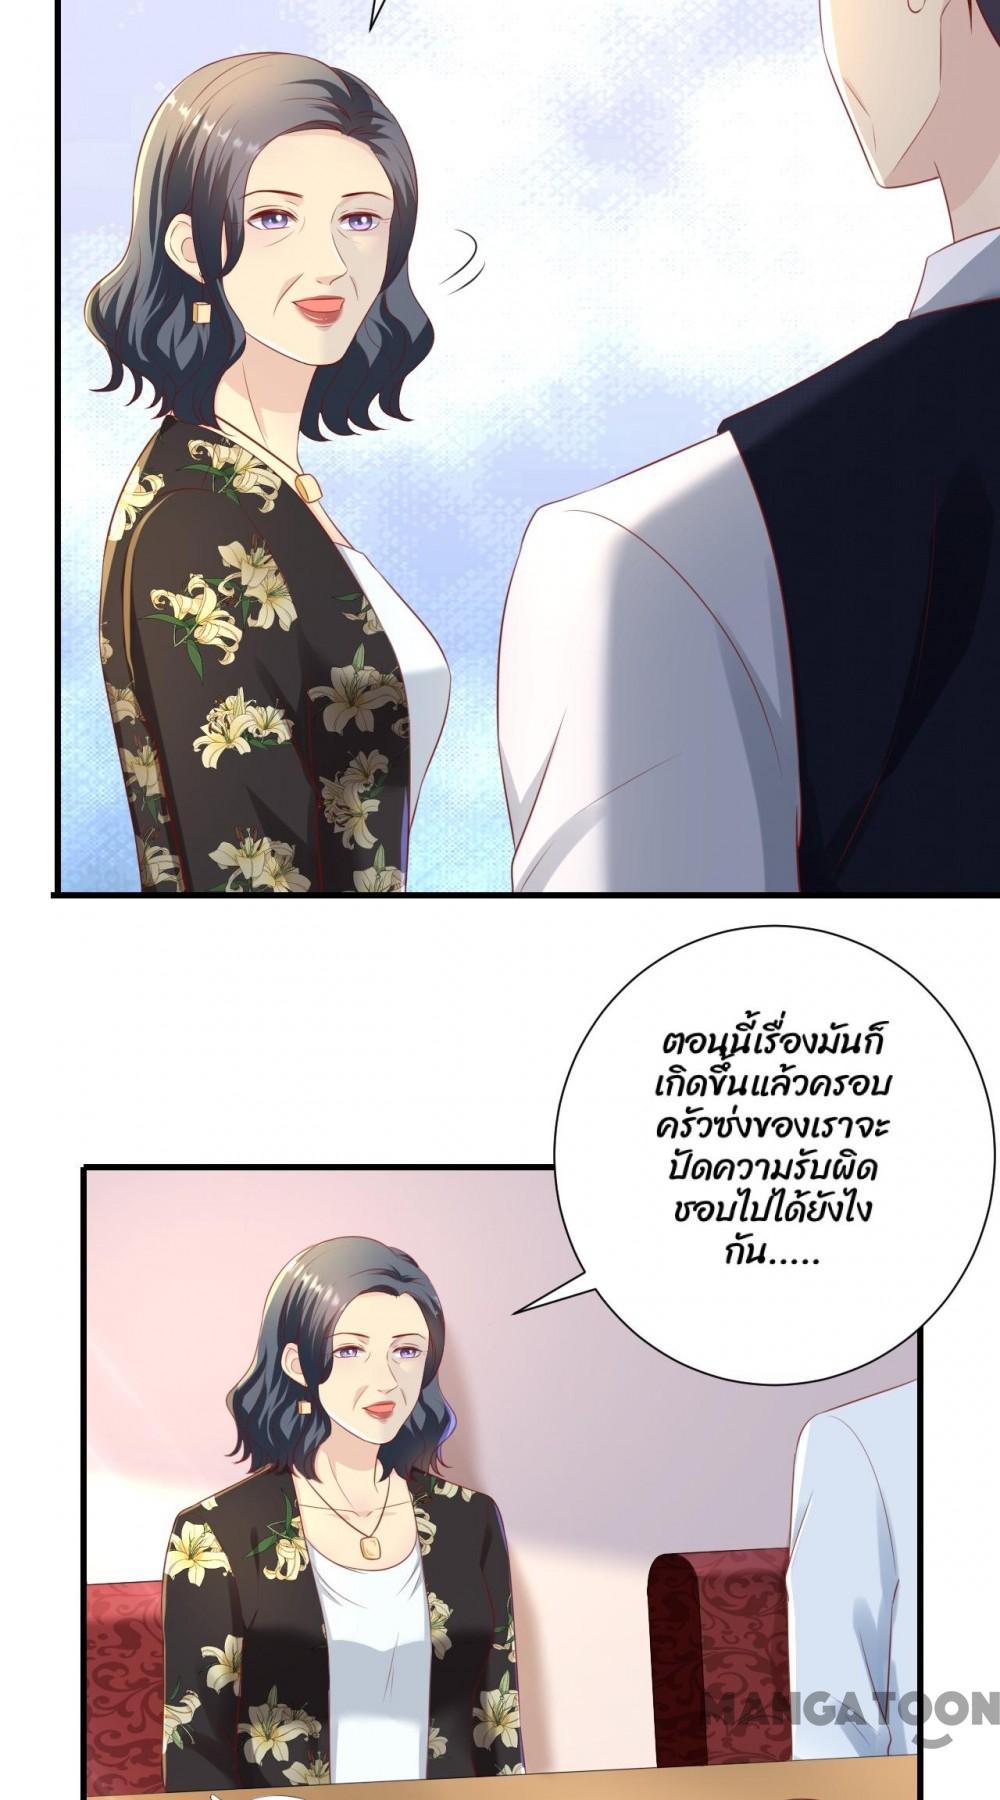 ตอนนี้เรื่องมันก็
เกิดขึ้นแล้วครอบ
ครัวซ่งของเราจะ
ปัดความรับผิด
ชอบไปได้ยังไง
กัน.....
MANGATOON